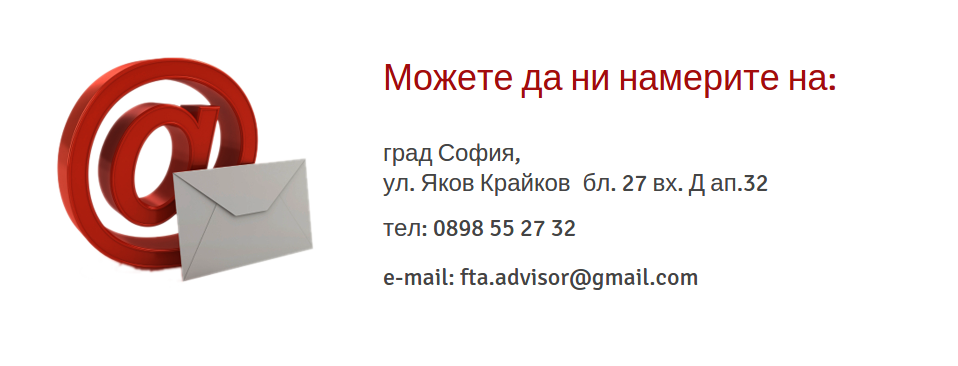 Можете да ни намерите на:
град София,
ул. Яков Крайков бл. 27 вх. Д ап.32
тел: 0898 55 27 32
e-mail: fta.advisor@gmail.com